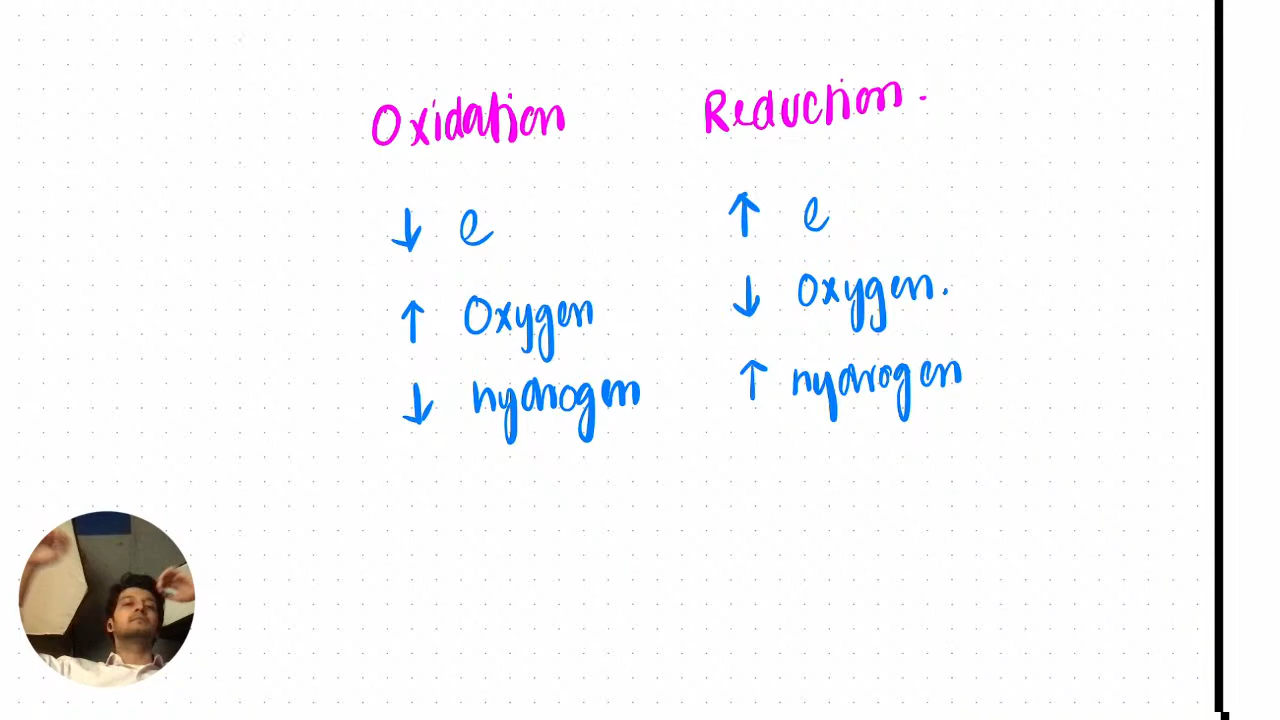 Oxidation Reduction.
↓ e ↑ e
↑ Oxygen ↓ Oxygen.
↓ hydrogen ↑ hydrogen